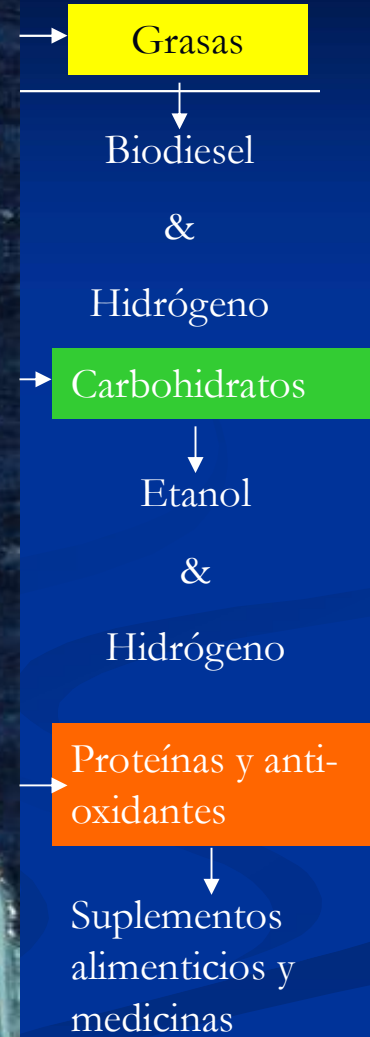 Grasas
Biodiesel
&
Hidrógeno
Carbohidratos
Etanol
&
Hidrógeno
Proteínas y anti-
oxidantes
Suplementos
alimenticios y
medicinas